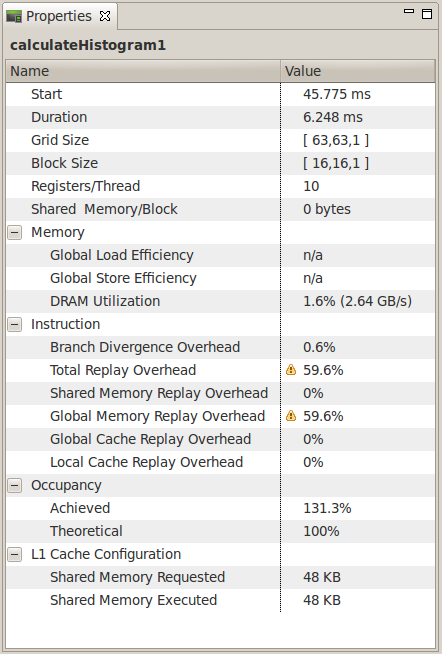 Properties
calculateHistogram1
Name Value
Start 45.775 ms
Duration 6.248 ms
Grid Size [ 63,63,1 ]
Block Size [ 16,16,1 ]
Registers/Thread 10
Shared Memory/Block 0 bytes
Memory
Global Load Efficiency n/a
Global Store Efficiency n/a
DRAM Utilization 1.6% (2.64 GB/s)
Instruction
Branch Divergence Overhead 0.6%
Total Replay Overhead 59.6%
Shared Memory Replay Overhead 0%
Global Memory Replay Overhead 59.6%
Global Cache Replay Overhead 0%
Local Cache Replay Overhead 0%
Occupancy
Achieved 131.3%
Theoretical 100%
L1 Cache Configuration
Shared Memory Requested 48 KB
Shared Memory Executed 48 KB